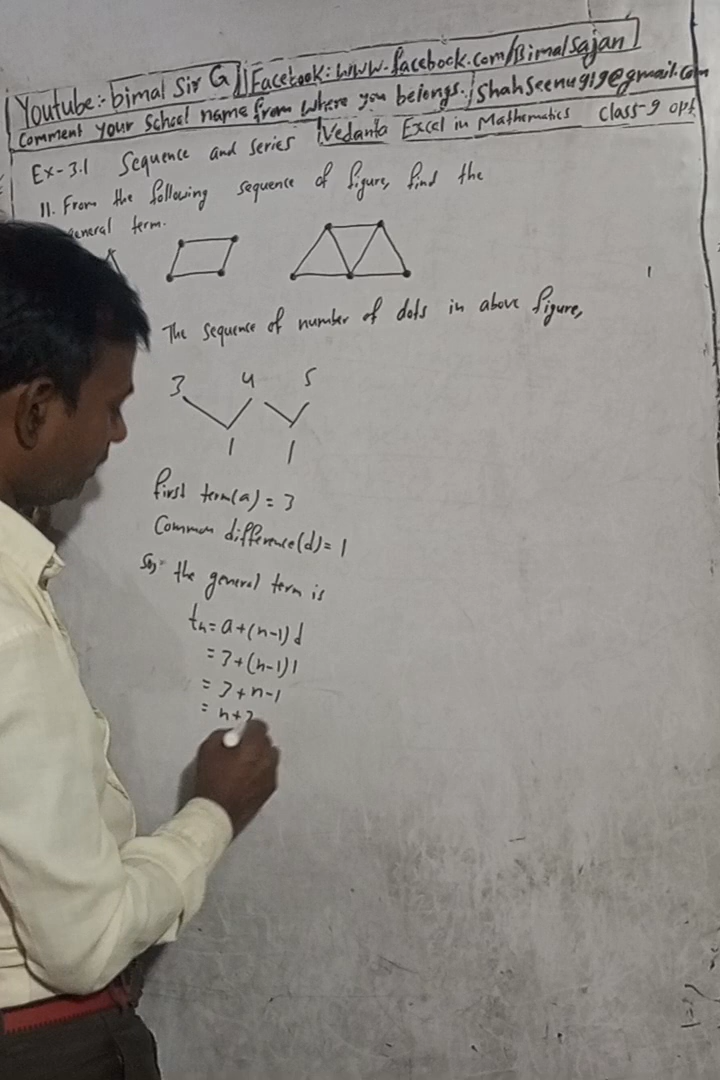 Youtube:- bimal Sir G || Facebook: www.facebook.com/Bimalsajan
Comment your school name from where you belongs. / shahseenu919@gmail.com
Ex-3.1 Sequence and series Vedanta Excel in Mathematics Class-9 opt
11. From the following sequence of figure, find the
general term.
The sequence of number of dots in above figure,
3 4 5
1 1
first term(a) = 3
Common difference(d) = 1
So, the general term is
tn = a + (n-1) d
= 3 + (n-1) 1
= 3 + n - 1
= n +